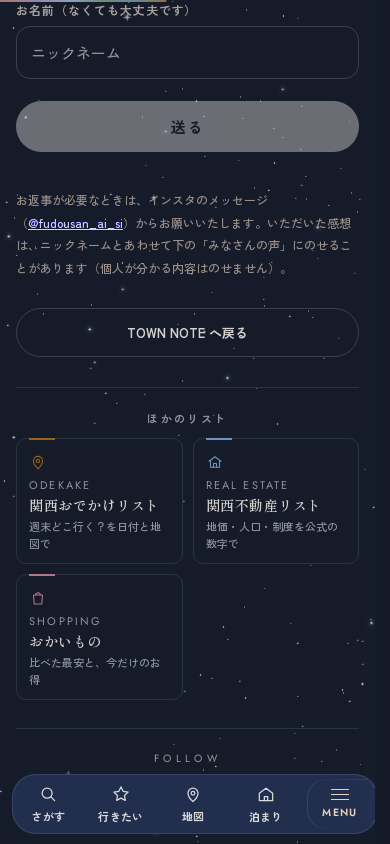 お名前（なくても大丈夫です）
ニックネーム
送る
お返事が必要なときは、インスタのメッセージ
（@fudousan_ai_si）からお願いいたします。いただいた感想
は、ニックネームとあわせて下の「みなさんの声」にのせるこ
とがあります（個人が分かる内容はのせません）。
TOWN NOTE へ戻る
ほかのリスト
ODEKAKE
関西おでかけリスト
週末どこ行く？を日付と地
図で
REAL ESTATE
関西不動産リスト
地価・人口・制度を公式の
数字で
SHOPPING
おかいもの
比べた最安と、今だけのお
得
FOLLOW
さがす
行きたい
地図
泊まり
MENU